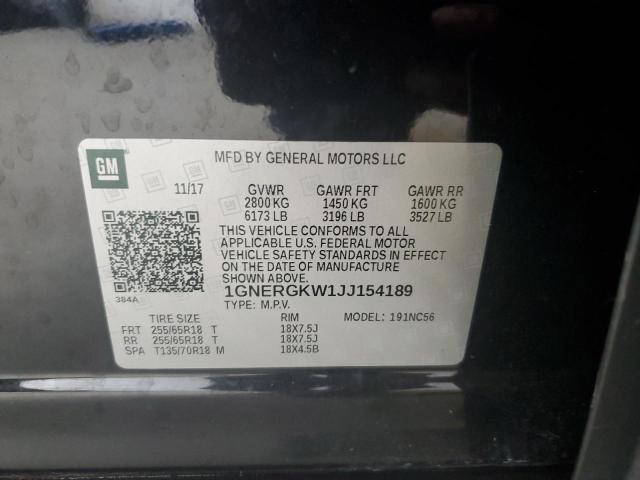 GM
MFD BY GENERAL MOTORS LLC
11/17 GVWR GAWR FRT GAWR RR
2800 KG 1450 KG 1600 KG
6173 LB 3196 LB 3527 LB
THIS VEHICLE CONFORMS TO ALL
APPLICABLE U.S. FEDERAL MOTOR
VEHICLE SAFETY STANDARDS IN EFFECT
ON THE DATE OF MANUFACTURE
SHOWN ABOVE.
384A
1GNERGKW1JJ154189
TYPE: M.P.V. MODEL: 191NC56
TIRE SIZE RIM
FRT 255/65R18 T 18X7.5J
RR 255/65R18 T 18X7.5J
SPA T135/70R18 M 18X4.5B